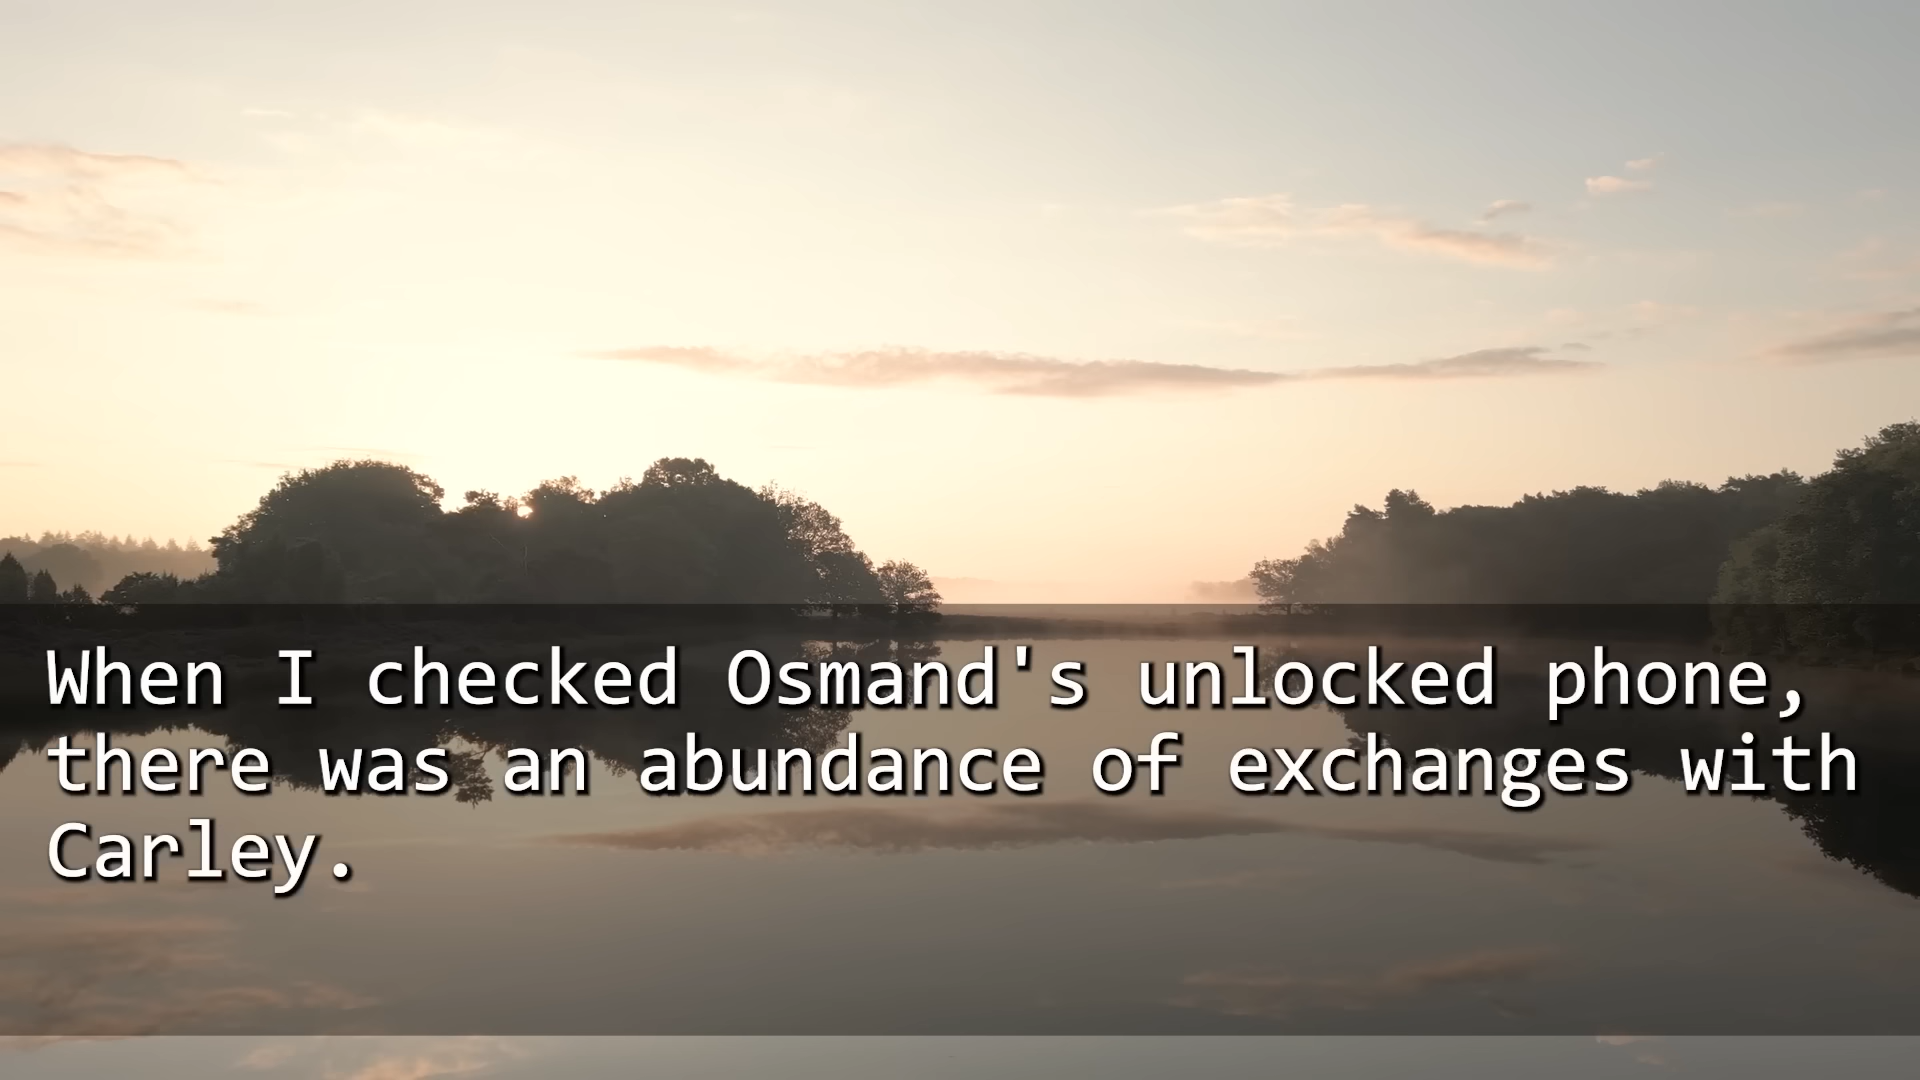 When I checked Osmand's unlocked phone,
there was an abundance of exchanges with
Carley.